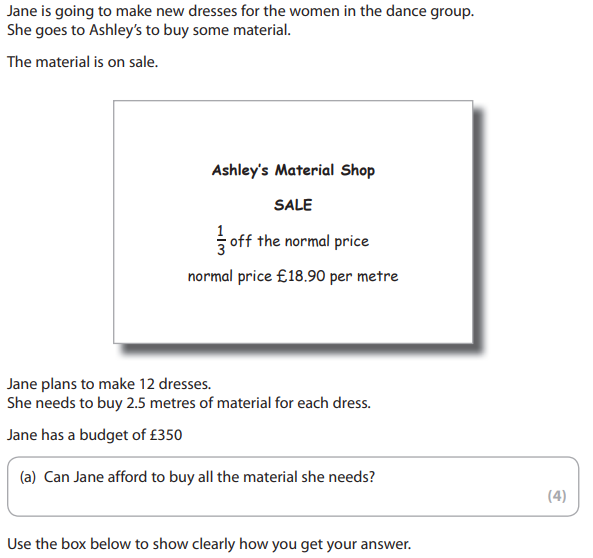 Jane is going to make new dresses for the women in the dance group.
She goes to Ashley's to buy some material.
The material is on sale.
Ashley's Material Shop
SALE
1/3 off the normal price
normal price £18.90 per metre
Jane plans to make 12 dresses.
She needs to buy 2.5 metres of material for each dress.
Jane has a budget of £350
(a) Can Jane afford to buy all the material she needs?
(4)
Use the box below to show clearly how you get your answer.